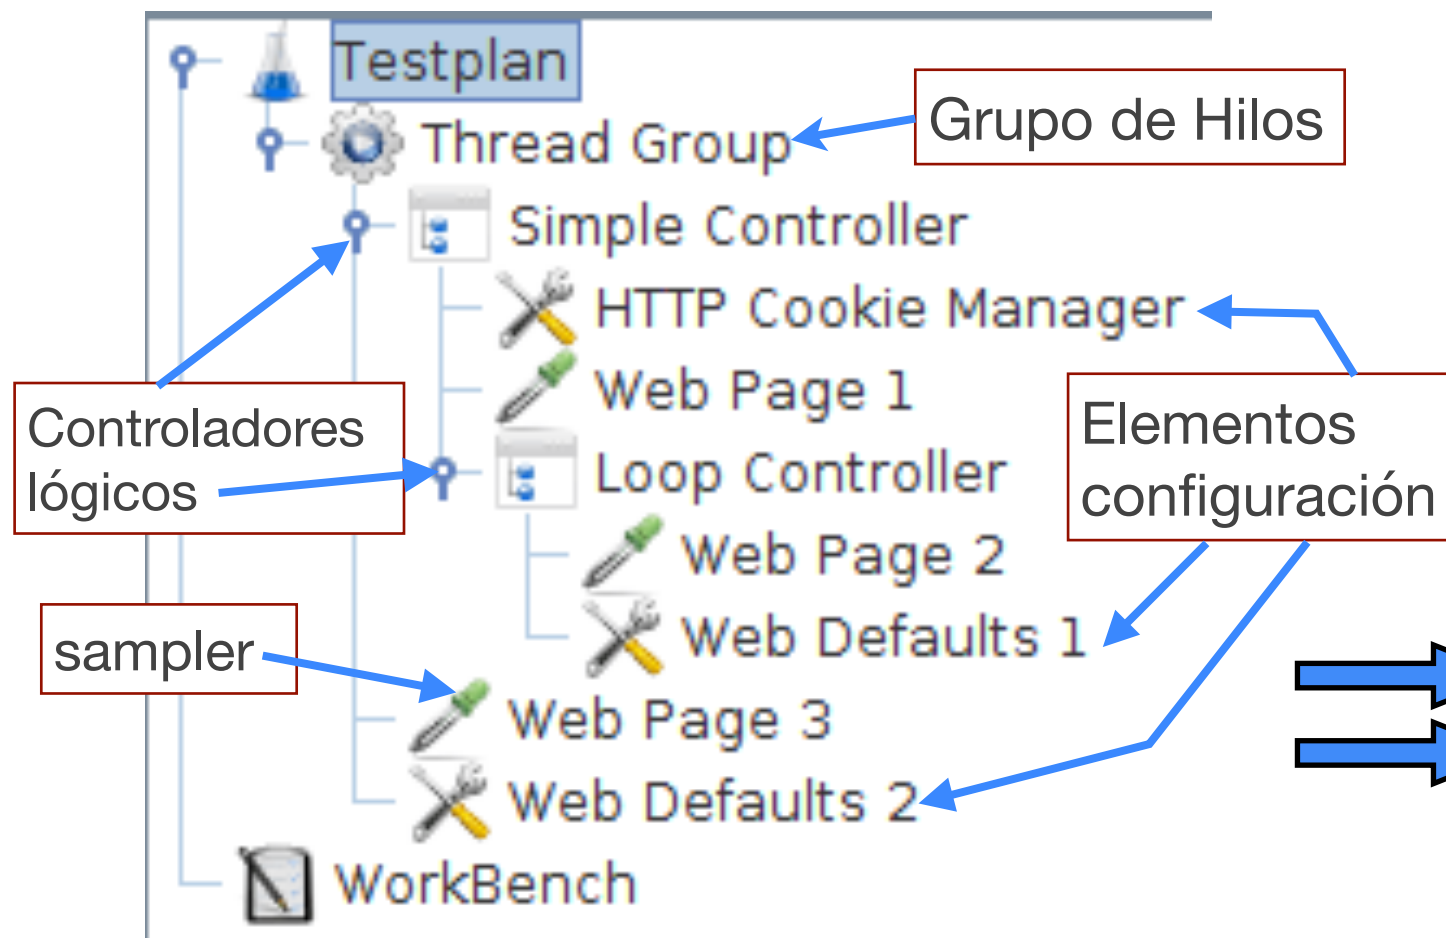 Testplan
Grupo de Hilos
Thread Group
Simple Controller
HTTP Cookie Manager
Web Page 1
Controladores
lógicos
Elementos
configuración
Loop Controller
Web Page 2
sampler
Web Defaults 1
Web Page 3
Web Defaults 2
WorkBench